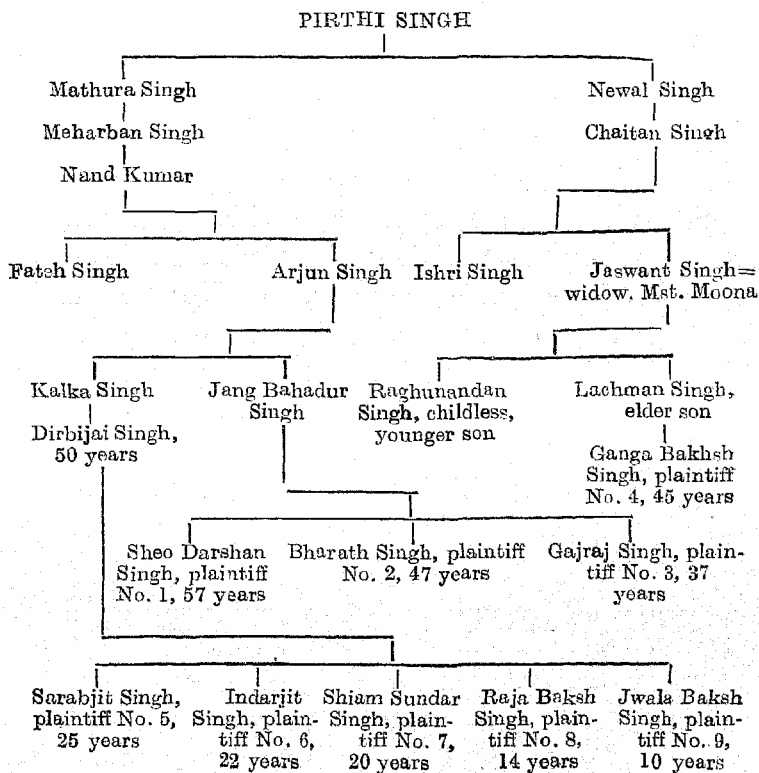 PIRTHI SINGH
Mathura Singh
Newal Singh
Meharban Singh
Chaitan Singh
Nand Kumar
Fateh Singh
Arjun Singh
Ishri Singh
Jaswant Singh=
widow, Mst. Moona
Kalka Singh
Jang Bahadur
Singh
Raghunandan
Singh, childless,
younger son
Lachman Singh,
elder son
Dirbijai Singh,
50 years
Ganga Bakhsh
Singh, plaintiff
No. 4, 45 years
Sheo Darshan
Singh, plaintiff
No. 1, 57 years
Bharath Singh, plaintiff
No. 2, 47 years
Gajraj Singh, plain-
tiff No. 3, 37
years
Sarabjit Singh,
plaintiff No. 5,
25 years
Indarjit
Singh, plain-
tiff No. 6,
22 years
Shiam Sundar
Singh, plain-
tiff No. 7,
20 years
Raja Baksh
Singh, plain-
tiff No. 8,
14 years
Jwala Baksh
Singh, plain-
tiff No. 9,
10 years